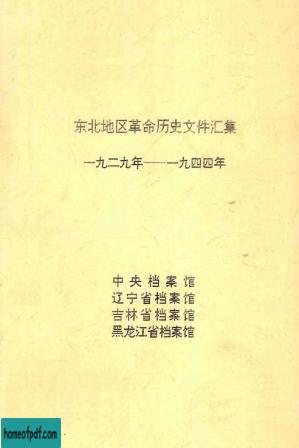 东北地区革命历史文件汇集
一九二九年——一九四四年
中央档案馆
辽宁省档案馆
吉林省档案馆
黑龙江省档案馆
homeofpdf.com